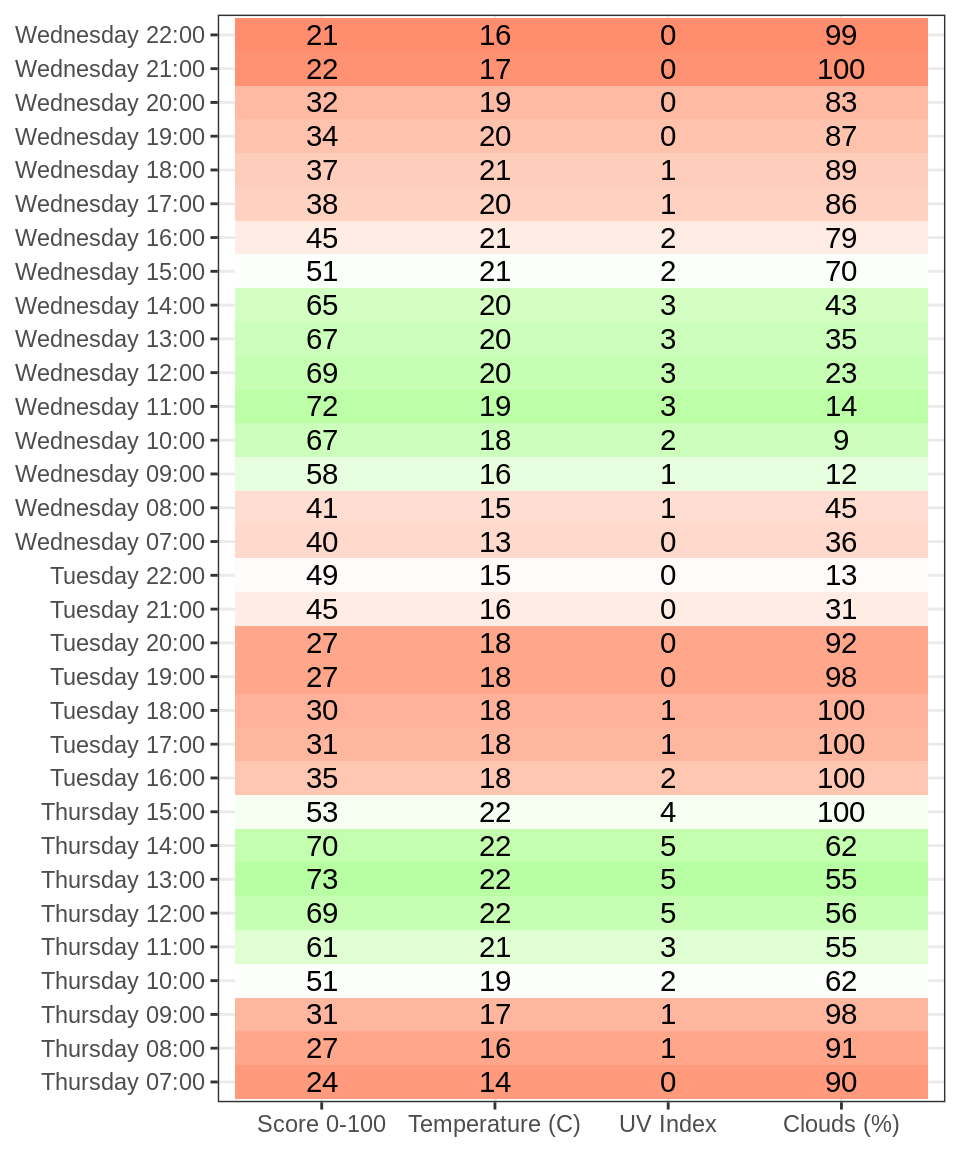 Wednesday 22:00 21 16 0 99
Wednesday 21:00 22 17 0 100
Wednesday 20:00 32 19 0 83
Wednesday 19:00 34 20 0 87
Wednesday 18:00 37 21 1 89
Wednesday 17:00 38 20 1 86
Wednesday 16:00 45 21 2 79
Wednesday 15:00 51 21 2 70
Wednesday 14:00 65 20 3 43
Wednesday 13:00 67 20 3 35
Wednesday 12:00 69 20 3 23
Wednesday 11:00 72 19 3 14
Wednesday 10:00 67 18 2 9
Wednesday 09:00 58 16 1 12
Wednesday 08:00 41 15 1 45
Wednesday 07:00 40 13 0 36
Tuesday 22:00 49 15 0 13
Tuesday 21:00 45 16 0 31
Tuesday 20:00 27 18 0 92
Tuesday 19:00 27 18 0 98
Tuesday 18:00 30 18 1 100
Tuesday 17:00 31 18 1 100
Tuesday 16:00 35 18 2 100
Thursday 15:00 53 22 4 100
Thursday 14:00 70 22 5 62
Thursday 13:00 73 22 5 55
Thursday 12:00 69 22 5 56
Thursday 11:00 61 21 3 55
Thursday 10:00 51 19 2 62
Thursday 09:00 31 17 1 98
Thursday 08:00 27 16 1 91
Thursday 07:00 24 14 0 90
Score 0-100 Temperature (C) UV Index Clouds (%)